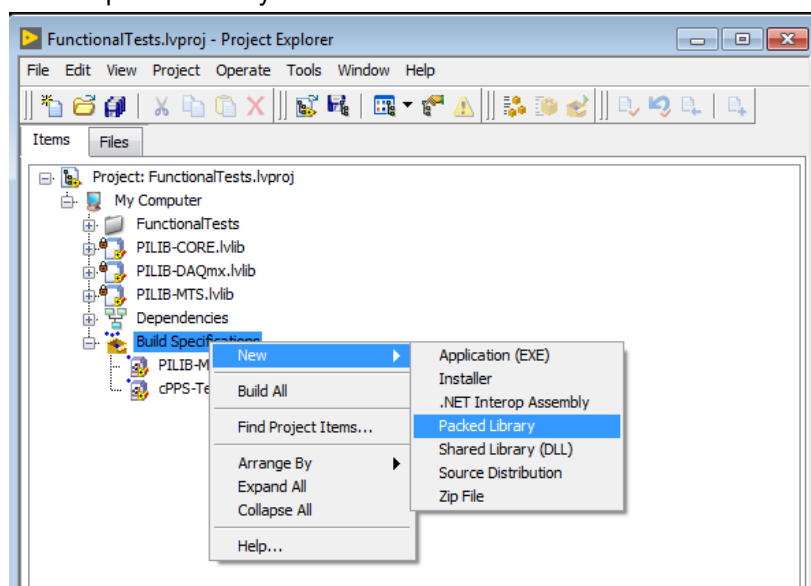 FunctionalTests.lvproj - Project Explorer
File Edit View Project Operate Tools Window Help
Items Files
Project: FunctionalTests.lvproj
My Computer
FunctionalTests
PILIB-CORE.lvlib
PILIB-DAQmx.lvlib
PILIB-MTS.lvlib
Dependencies
Build Specifications
PILIB-M
cPPS-Te
New
Build All
Find Project Items...
Arrange By
Expand All
Collapse All
Help...
Application (EXE)
Installer
.NET Interop Assembly
Packed Library
Shared Library (DLL)
Source Distribution
Zip File